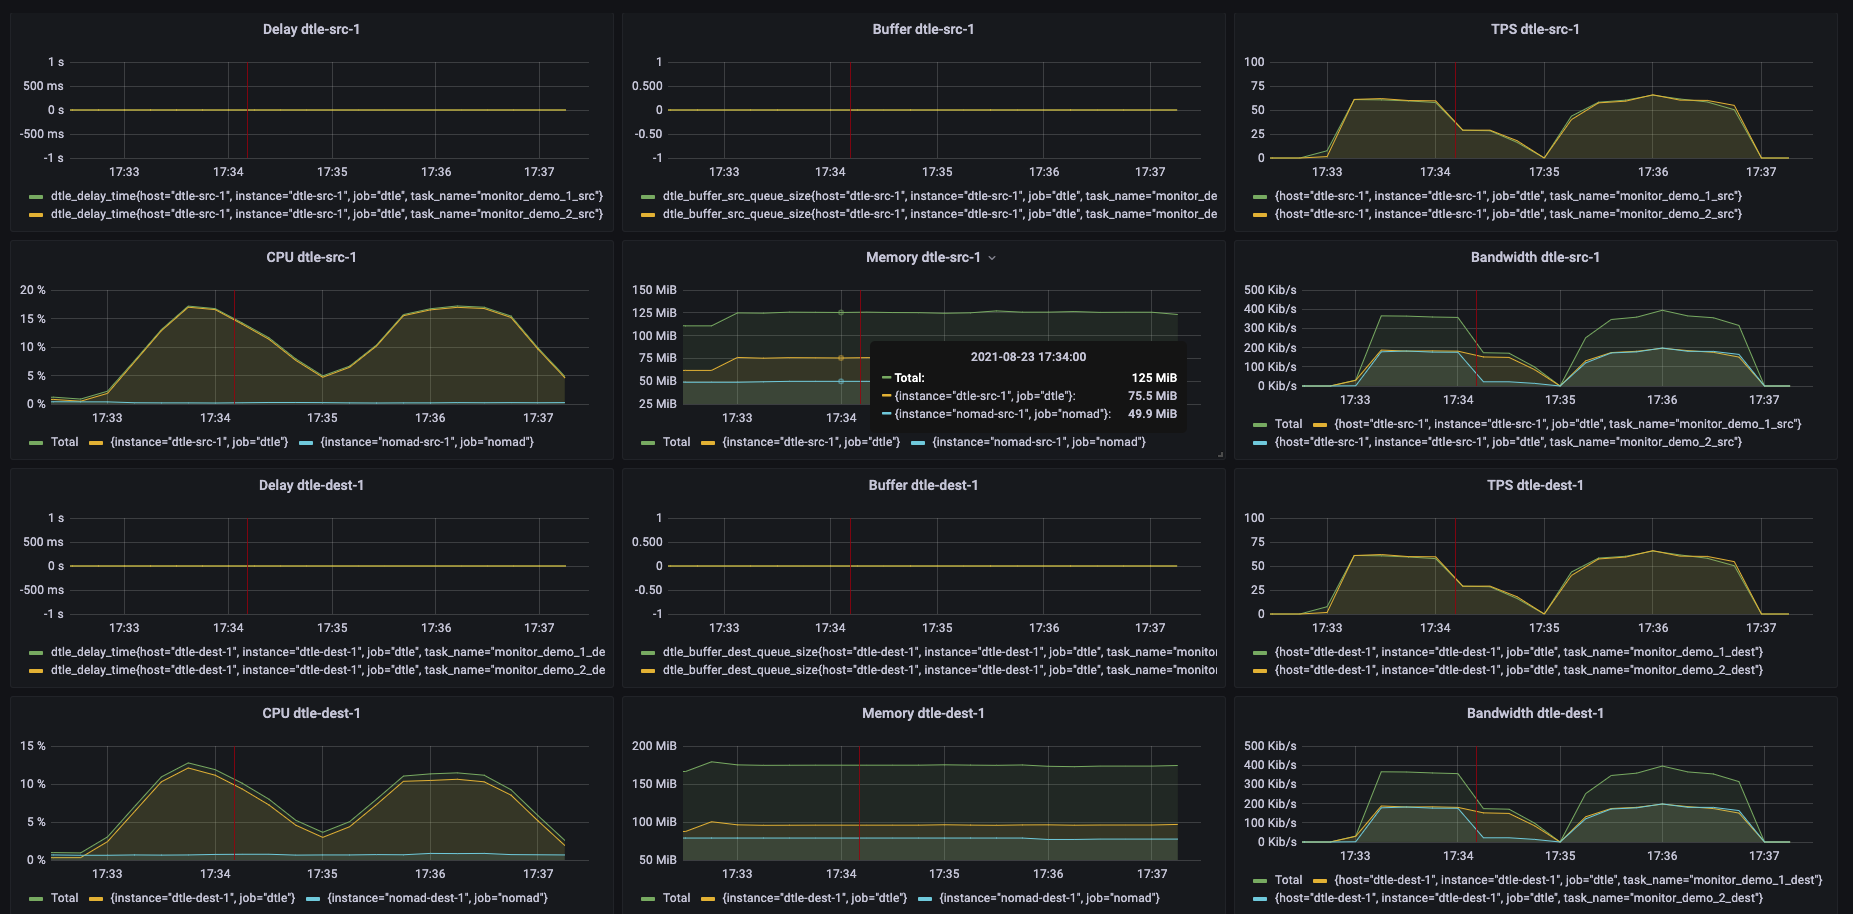 Delay dtle-src-1
1 s
500 ms
0 s
-500 ms
-1 s
17:33 17:34 17:35 17:36 17:37
dtle_delay_time{host="dtle-src-1", instance="dtle-src-1", job="dtle", task_name="monitor_demo_1_src"}
dtle_delay_time{host="dtle-src-1", instance="dtle-src-1", job="dtle", task_name="monitor_demo_2_src"}
Buffer dtle-src-1
1
0.500
0
-0.50
-1
17:33 17:34 17:35 17:36 17:37
dtle_buffer_src_queue_size{host="dtle-src-1", instance="dtle-src-1", job="dtle", task_name="monitor_de
dtle_buffer_src_queue_size{host="dtle-src-1", instance="dtle-src-1", job="dtle", task_name="monitor_de
TPS dtle-src-1
100
75
50
25
0
17:33 17:34 17:35 17:36 17:37
{host="dtle-src-1", instance="dtle-src-1", job="dtle", task_name="monitor_demo_1_src"}
{host="dtle-src-1", instance="dtle-src-1", job="dtle", task_name="monitor_demo_2_src"}
CPU dtle-src-1
20 %
15 %
10 %
5 %
0 %
17:33 17:34 17:35 17:36 17:37
Total {instance="dtle-src-1", job="dtle"} {instance="nomad-src-1", job="nomad"}
Memory dtle-src-1
150 MiB
125 MiB
100 MiB
75 MiB
50 MiB
25 MiB
2021-08-23 17:34:00
Total: 125 MiB
{instance="dtle-src-1", job="dtle"}: 75.5 MiB
{instance="nomad-src-1", job="nomad"}: 49.9 MiB
17:33 17:34 17:35 17:36 17:37
Total {instance="dtle-src-1", job="dtle"} {instance="nomad-src-1", job="nomad"}
Bandwidth dtle-src-1
500 Kib/s
400 Kib/s
300 Kib/s
200 Kib/s
100 Kib/s
0 Kib/s
17:33 17:34 17:35 17:36 17:37
Total {host="dtle-src-1", instance="dtle-src-1", job="dtle", task_name="monitor_demo_1_src"}
{host="dtle-src-1", instance="dtle-src-1", job="dtle", task_name="monitor_demo_2_src"}
Delay dtle-dest-1
1 s
500 ms
0 s
-500 ms
-1 s
17:33 17:34 17:35 17:36 17:37
dtle_delay_time{host="dtle-dest-1", instance="dtle-dest-1", job="dtle", task_name="monitor_demo_1_de
dtle_delay_time{host="dtle-dest-1", instance="dtle-dest-1", job="dtle", task_name="monitor_demo_2_de
Buffer dtle-dest-1
1
0.500
0
-0.50
-1
17:33 17:34 17:35 17:36 17:37
dtle_buffer_dest_queue_size{host="dtle-dest-1", instance="dtle-dest-1", job="dtle", task_name="monitor
dtle_buffer_dest_queue_size{host="dtle-dest-1", instance="dtle-dest-1", job="dtle", task_name="monitor
TPS dtle-dest-1
100
75
50
25
0
17:33 17:34 17:35 17:36 17:37
{host="dtle-dest-1", instance="dtle-dest-1", job="dtle", task_name="monitor_demo_1_dest"}
{host="dtle-dest-1", instance="dtle-dest-1", job="dtle", task_name="monitor_demo_2_dest"}
CPU dtle-dest-1
15 %
10 %
5 %
0 %
17:33 17:34 17:35 17:36 17:37
Total {instance="dtle-dest-1", job="dtle"} {instance="nomad-dest-1", job="nomad"}
Memory dtle-dest-1
200 MiB
150 MiB
100 MiB
50 MiB
17:33 17:34 17:35 17:36 17:37
Total {instance="dtle-dest-1", job="dtle"} {instance="nomad-dest-1", job="nomad"}
Bandwidth dtle-dest-1
500 Kib/s
400 Kib/s
300 Kib/s
200 Kib/s
100 Kib/s
0 Kib/s
17:33 17:34 17:35 17:36 17:37
Total {host="dtle-dest-1", instance="dtle-dest-1", job="dtle", task_name="monitor_demo_1_dest"}
{host="dtle-dest-1", instance="dtle-dest-1", job="dtle", task_name="monitor_demo_2_dest"}